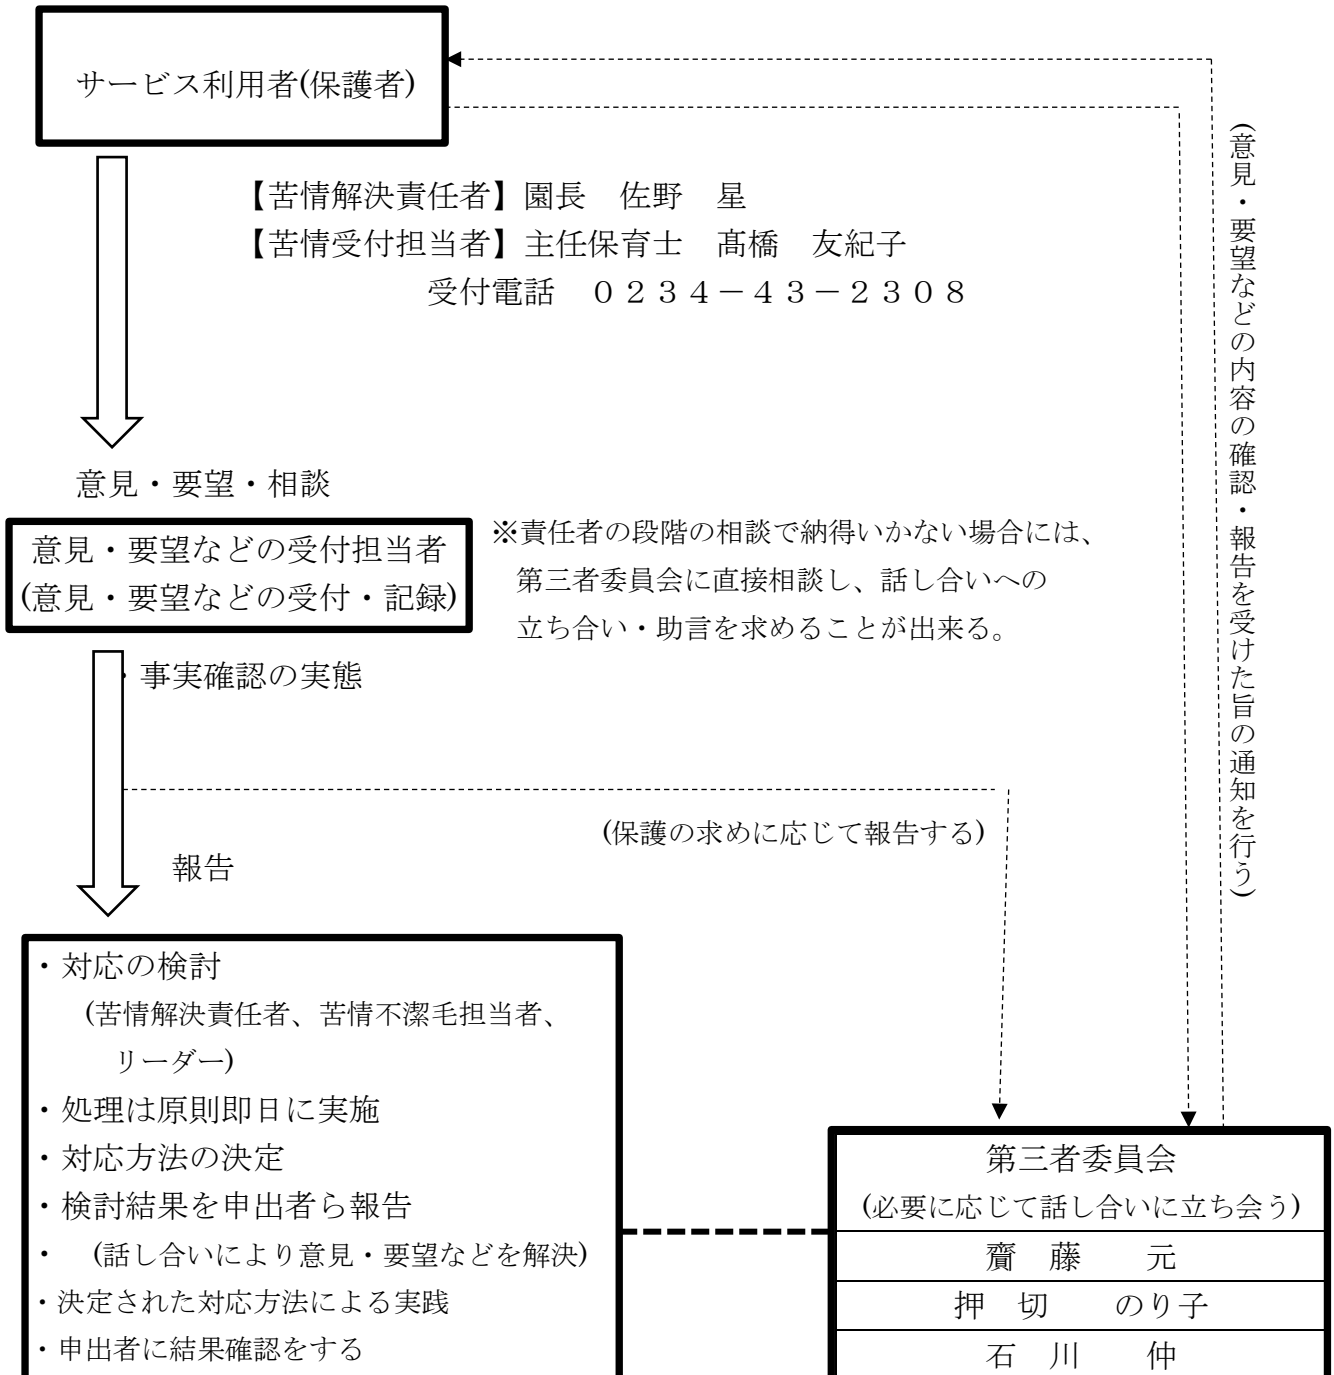 サービス利用者(保護者)
【苦情解決責任者】園長　佐野　星
【苦情受付担当者】主任保育士　髙橋　友紀子
受付電話　０２３４－４３－２３０８
(意見・要望などの内容の確認・報告を受けた旨の通知を行う)
意見・要望・相談
意見・要望などの受付担当者
(意見・要望などの受付・記録)
※責任者の段階の相談で納得いかない場合には、
第三者委員会に直接相談し、話し合いへの
立ち合い・助言を求めることが出来る。
・事実確認の実態
(保護の求めに応じて報告する)
報告
・対応の検討
(苦情解決責任者、苦情不潔毛担当者、
リーダー)
・処理は原則即日に実施
・対応方法の決定
・検討結果を申出者ら報告
・　(話し合いにより意見・要望などを解決)
・決定された対応方法による実践
・申出者に結果確認をする
第三者委員会
(必要に応じて話し合いに立ち会う)
齎　藤　　元
押　切　　のり子
石　川　　仲